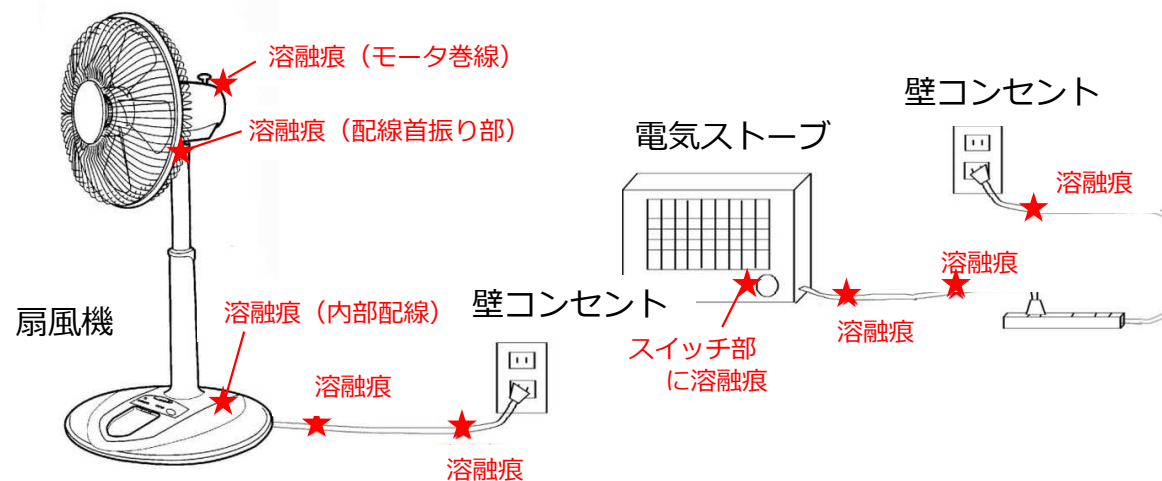 溶融痕（モータ巻線）
溶融痕（配線首振り部）
扇風機
溶融痕（内部配線）
溶融痕
溶融痕
壁コンセント
電気ストーブ
スイッチ部
に溶融痕
溶融痕
溶融痕
壁コンセント
溶融痕